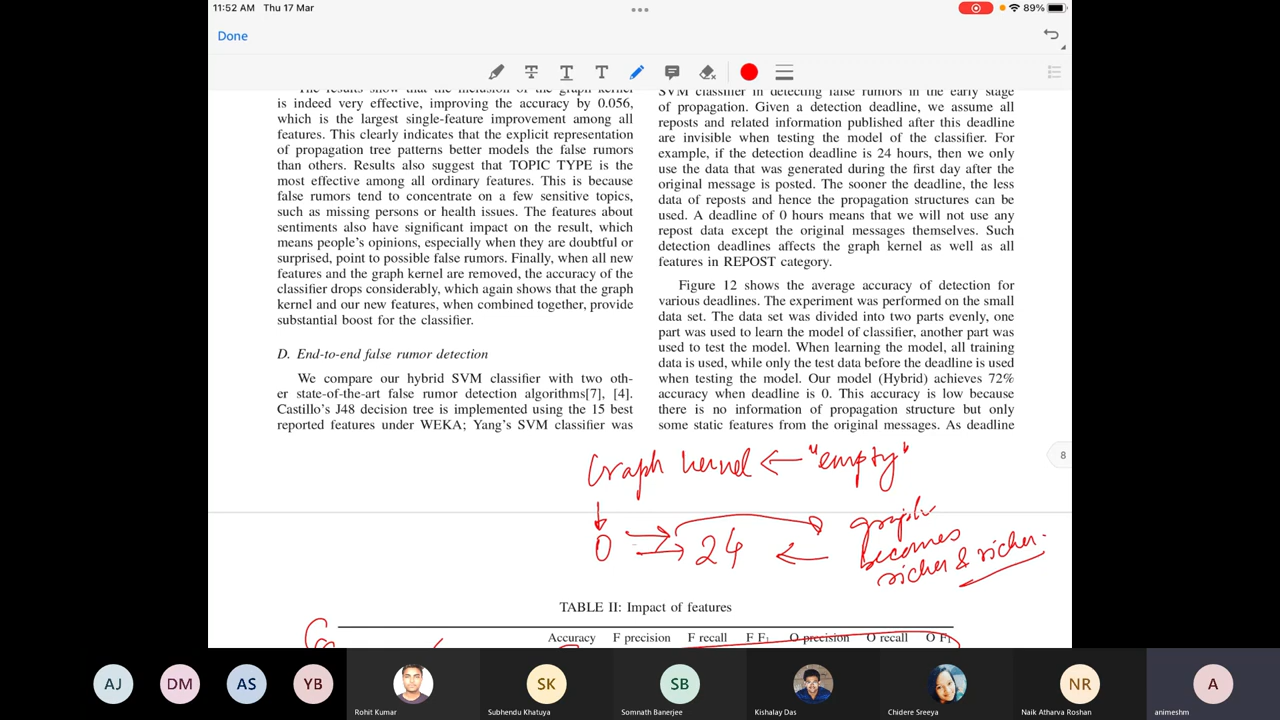 11:52 AM Thu 17 Mar
89%
Done
The results show that the inclusion of the graph kernel
is indeed very effective, improving the accuracy by 0.056,
which is the largest single-feature improvement among all
features. This clearly indicates that the explicit representation
of propagation tree patterns better models the false rumors
than others. Results also suggest that TOPIC TYPE is the
most effective among all ordinary features. This is because
false rumors tend to concentrate on a few sensitive topics,
such as missing persons or health issues. The features about
sentiments also have significant impact on the result, which
means people's opinions, especially when they are doubtful or
surprised, point to possible false rumors. Finally, when all new
features and the graph kernel are removed, the accuracy of the
classifier drops considerably, which again shows that the graph
kernel and our new features, when combined together, provide
substantial boost for the classifier.
D. End-to-end false rumor detection
We compare our hybrid SVM classifier with two oth-
er state-of-the-art false rumor detection algorithms[7], [4].
Castillo's J48 decision tree is implemented using the 15 best
reported features under WEKA; Yang's SVM classifier was
SVM classifier in detecting false rumors in the early stage
of propagation. Given a detection deadline, we assume all
reposts and related information published after this deadline
are invisible when testing the model of the classifier. For
example, if the detection deadline is 24 hours, then we only
use the data that was generated during the first day after the
original message is posted. The sooner the deadline, the less
data of reposts and hence the propagation structures can be
used. A deadline of 0 hours means that we will not use any
repost data except the original messages themselves. Such
detection deadlines affects the graph kernel as well as all
features in REPOST category.
Figure 12 shows the average accuracy of detection for
various deadlines. The experiment was performed on the small
data set. The data set was divided into two parts evenly, one
part was used to learn the model of classifier, another part was
used to test the model. When learning the model, all training
data is used, while only the test data before the deadline is used
when testing the model. Our model (Hybrid) achieves 72%
accuracy when deadline is 0. This accuracy is low because
there is no information of propagation structure but only
some static features from the original messages. As deadline
8
Graph kernel ← "empty"
0 → 24 ← graph
becomes
richer & richer.
TABLE II: Impact of features
Accuracy F precision F recall F F1 O precision O recall O F1
AJ DM AS YB SK SB NR A
Rohit Kumar Subhendu Khatuya Somnath Banerjee Kishalay Das Chidere Sreeya Naik Atharva Roshan animeshm